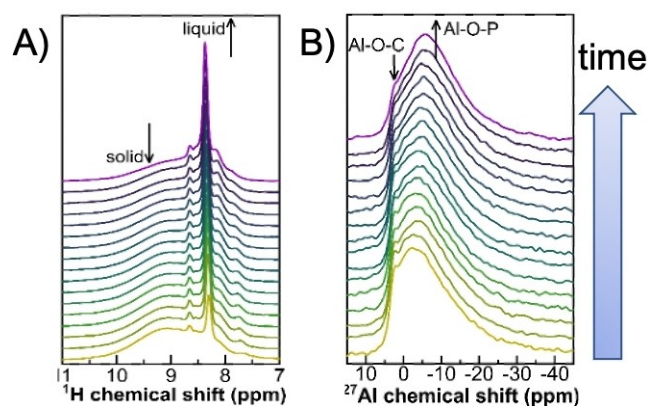 A)
liquid
solid
11 10 9 8 7
¹H chemical shift (ppm)
B)
Al-O-C
Al-O-P
10 0 -10 -20 -30 -40
²⁷Al chemical shift (ppm)
time